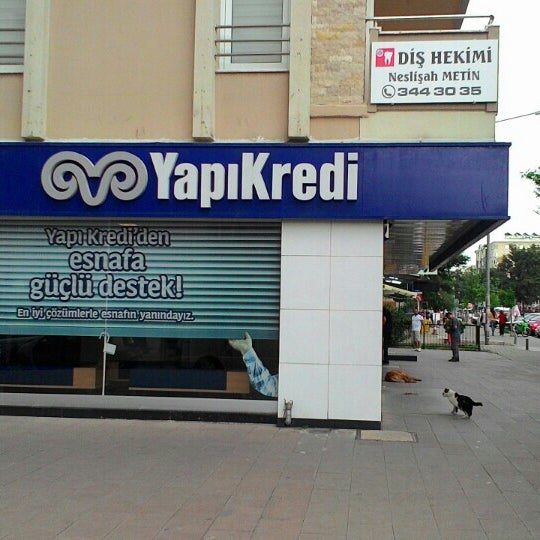 DİŞ HEKİMİ
Neslişah METİN
344 30 35
YapıKredi
Yapı Kredi'den
esnafa
güçlü destek!
En iyi çözümlerle esnafın yanındayız.